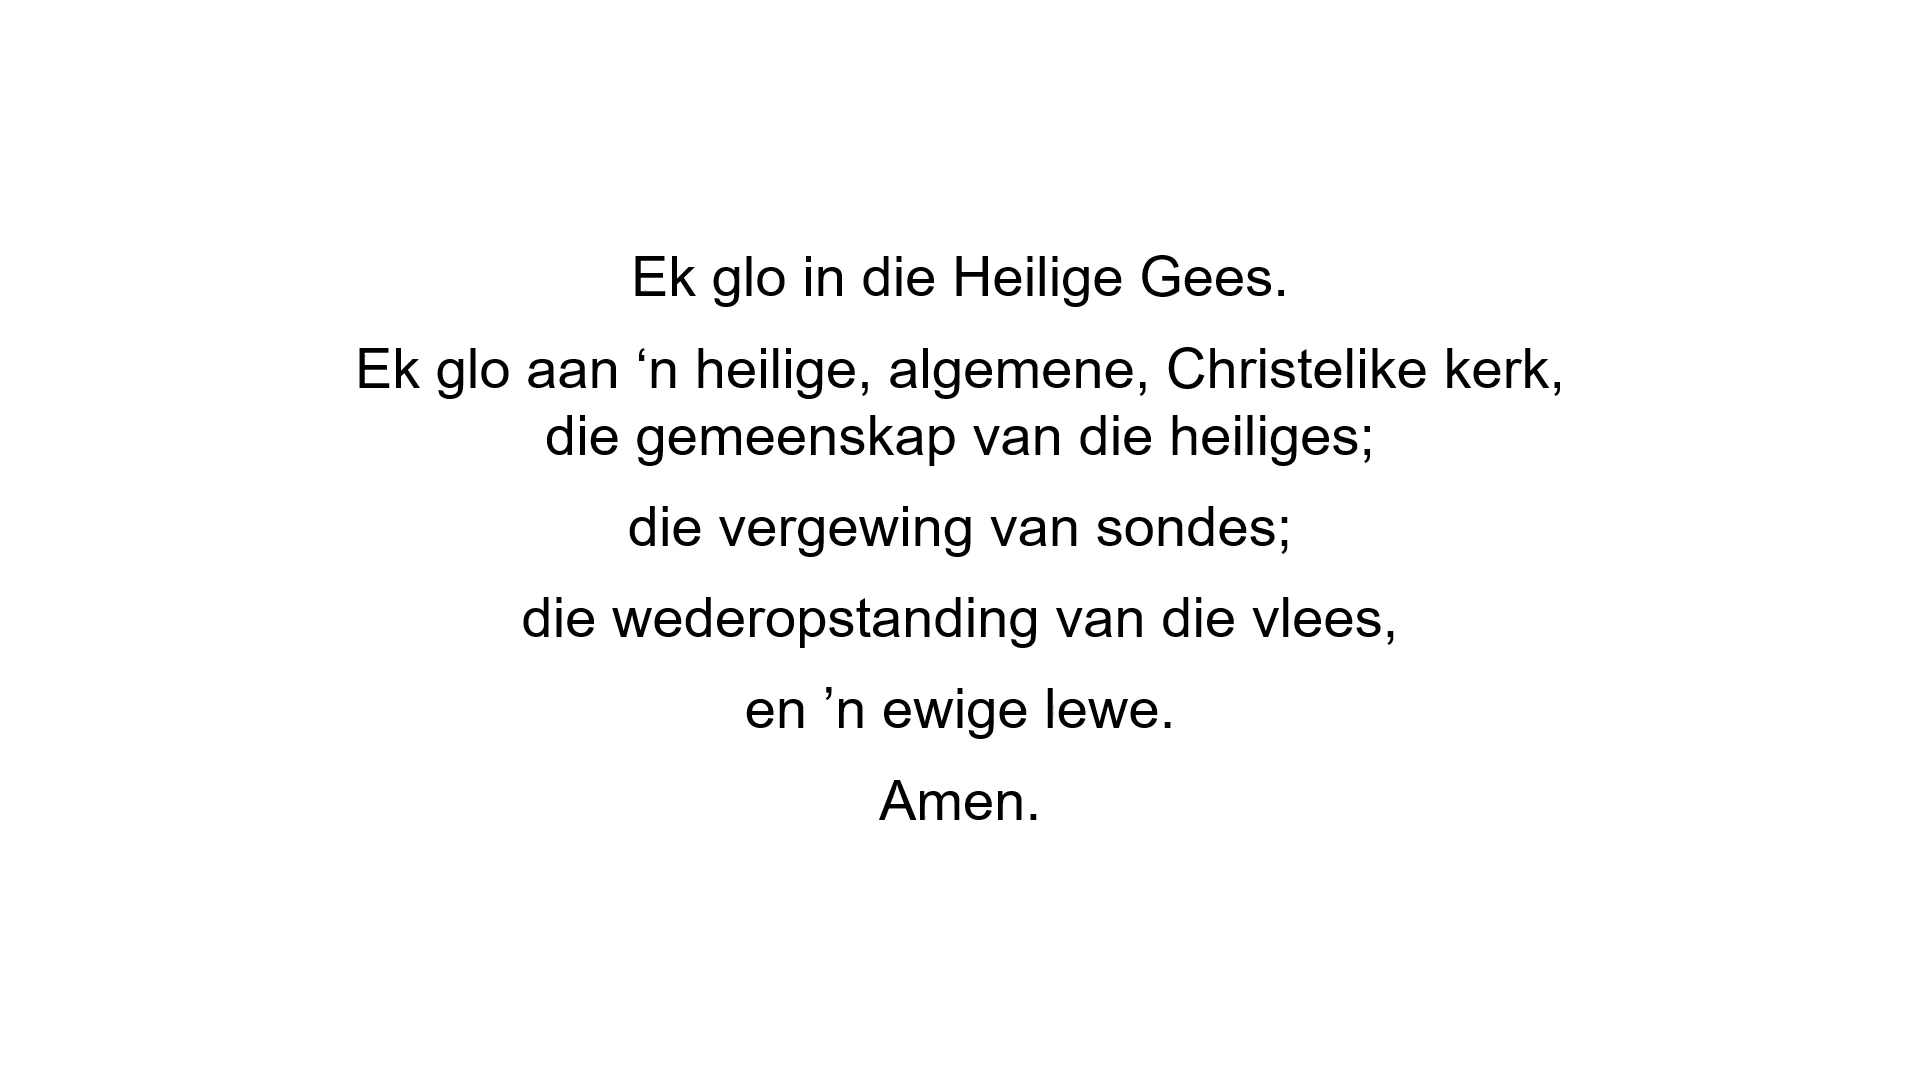 Ek glo in die Heilige Gees.
Ek glo aan ‘n heilige, algemene, Christelike kerk,
die gemeenskap van die heiliges;
die vergewing van sondes;
die wederopstanding van die vlees,
en ’n ewige lewe.
Amen.